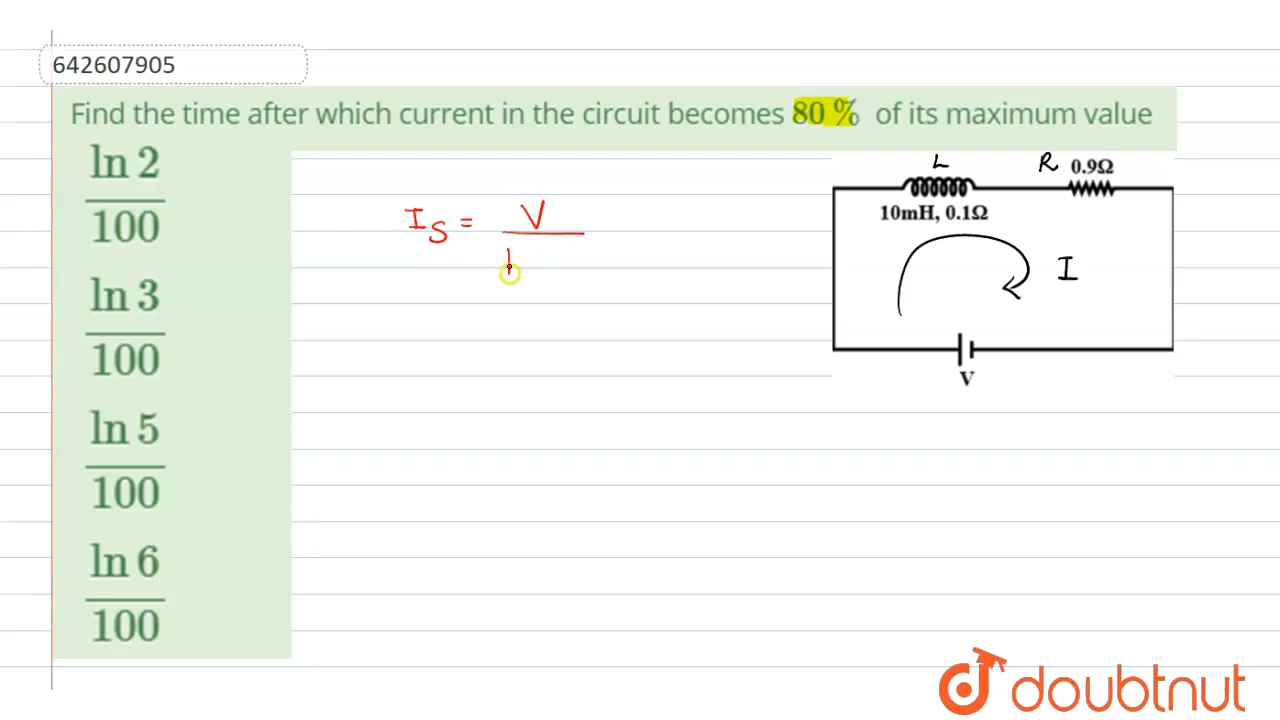 642607905
Find the time after which current in the circuit becomes 80 % of its maximum value
ln 2
100
ln 3
100
ln 5
100
ln 6
100
I_S = V
L
R 0.9Ω
10mH, 0.1Ω
I
V
doubtnut